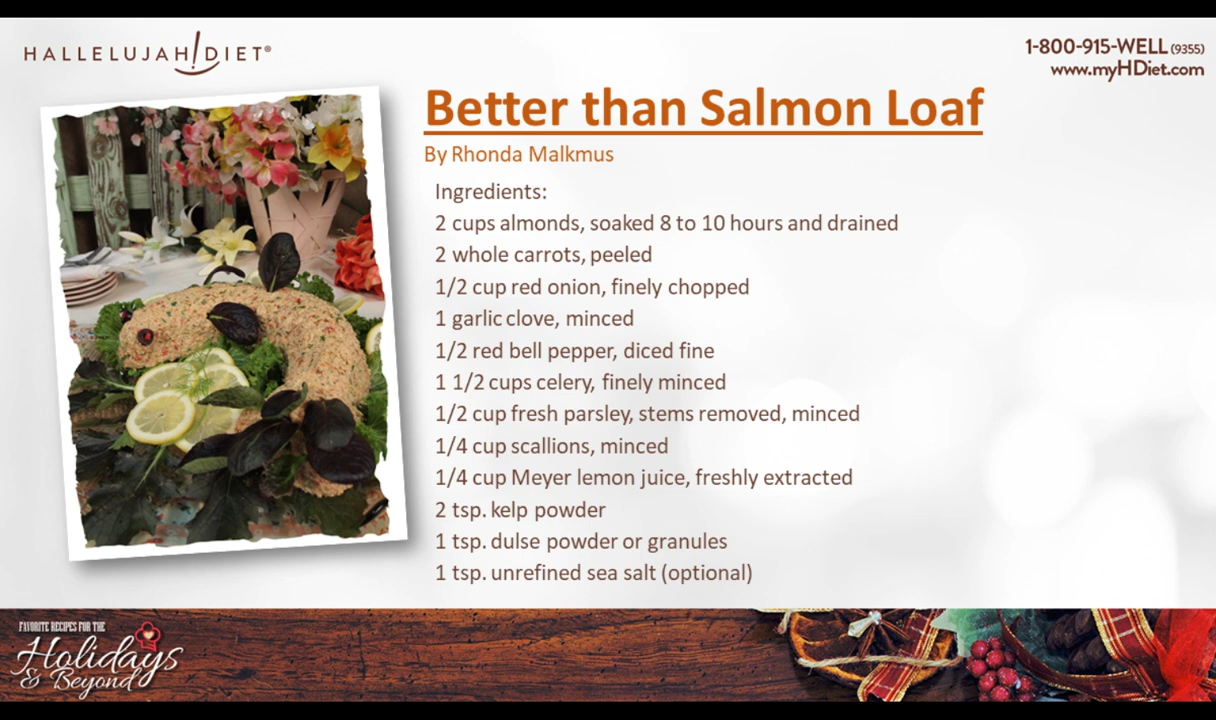 HALLELUJAH!DIET®
1-800-915-WELL (9355)
www.myHDiet.com
Better than Salmon Loaf
By Rhonda Malkmus
Ingredients:
2 cups almonds, soaked 8 to 10 hours and drained
2 whole carrots, peeled
1/2 cup red onion, finely chopped
1 garlic clove, minced
1/2 red bell pepper, diced fine
1 1/2 cups celery, finely minced
1/2 cup fresh parsley, stems removed, minced
1/4 cup scallions, minced
1/4 cup Meyer lemon juice, freshly extracted
2 tsp. kelp powder
1 tsp. dulse powder or granules
1 tsp. unrefined sea salt (optional)
FAVORITE RECIPES FOR THE
Holidays
& Beyond